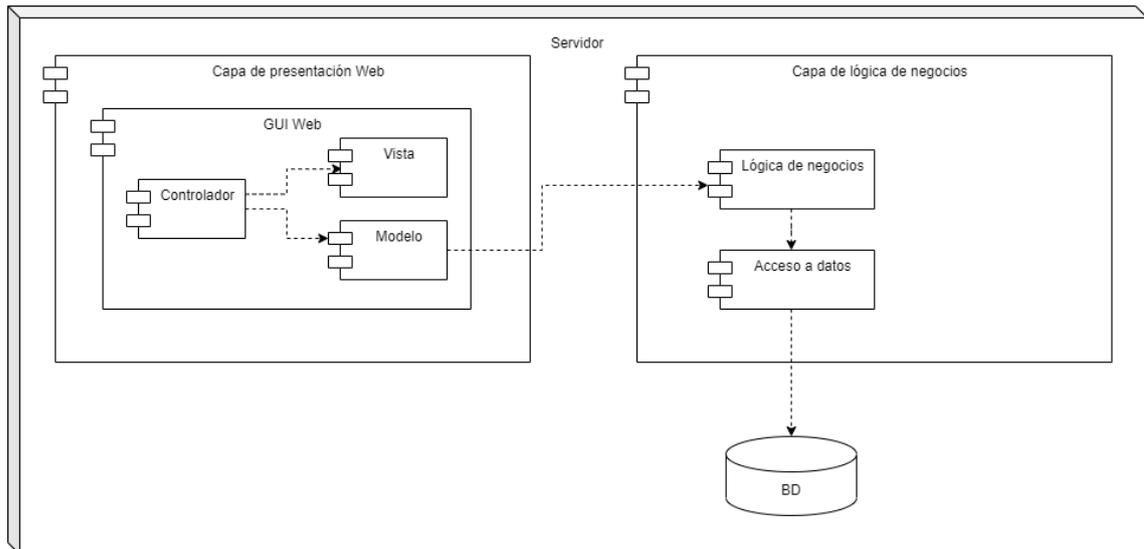 Servidor
Capa de presentación Web
Capa de lógica de negocios
GUI Web
Vista
Controlador
Modelo
Lógica de negocios
Acceso a datos
BD